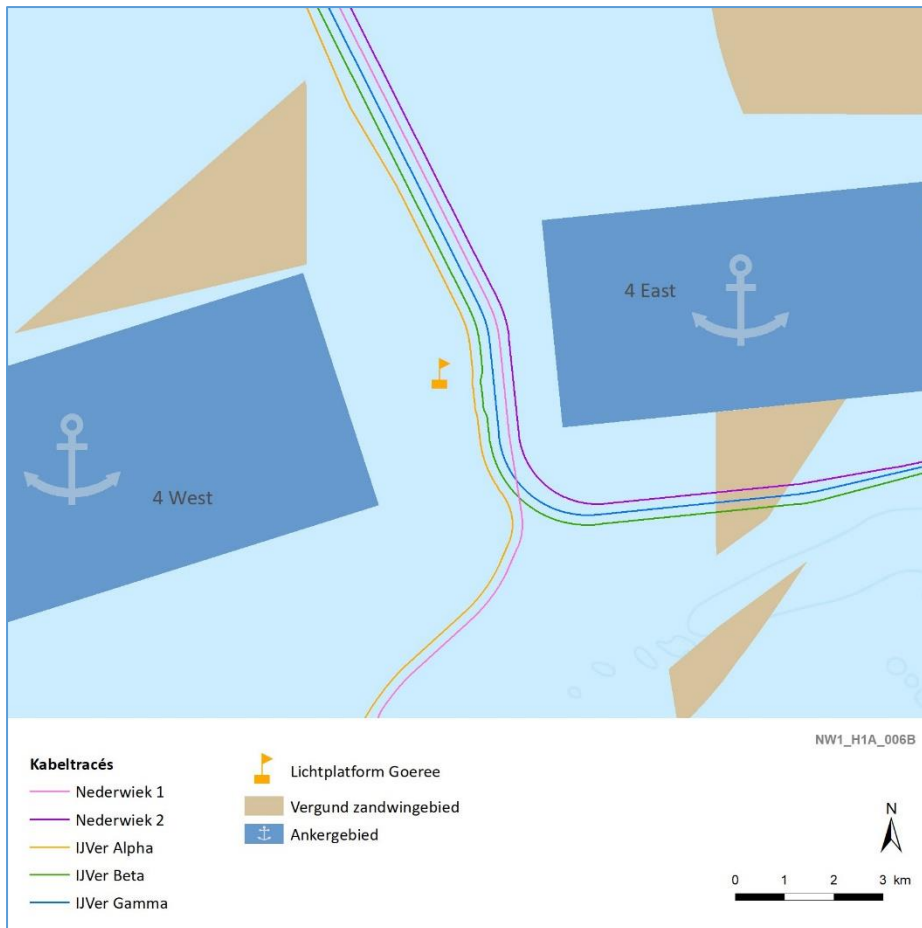 4 East
4 West
NW1_H1A_006B
Kabeltracés
Nederwiek 1
Nederwiek 2
IJVer Alpha
IJVer Beta
IJVer Gamma
Lichtplatform Goeree
Vergund zandwingebied
Ankergebied
N
0 1 2 3 km